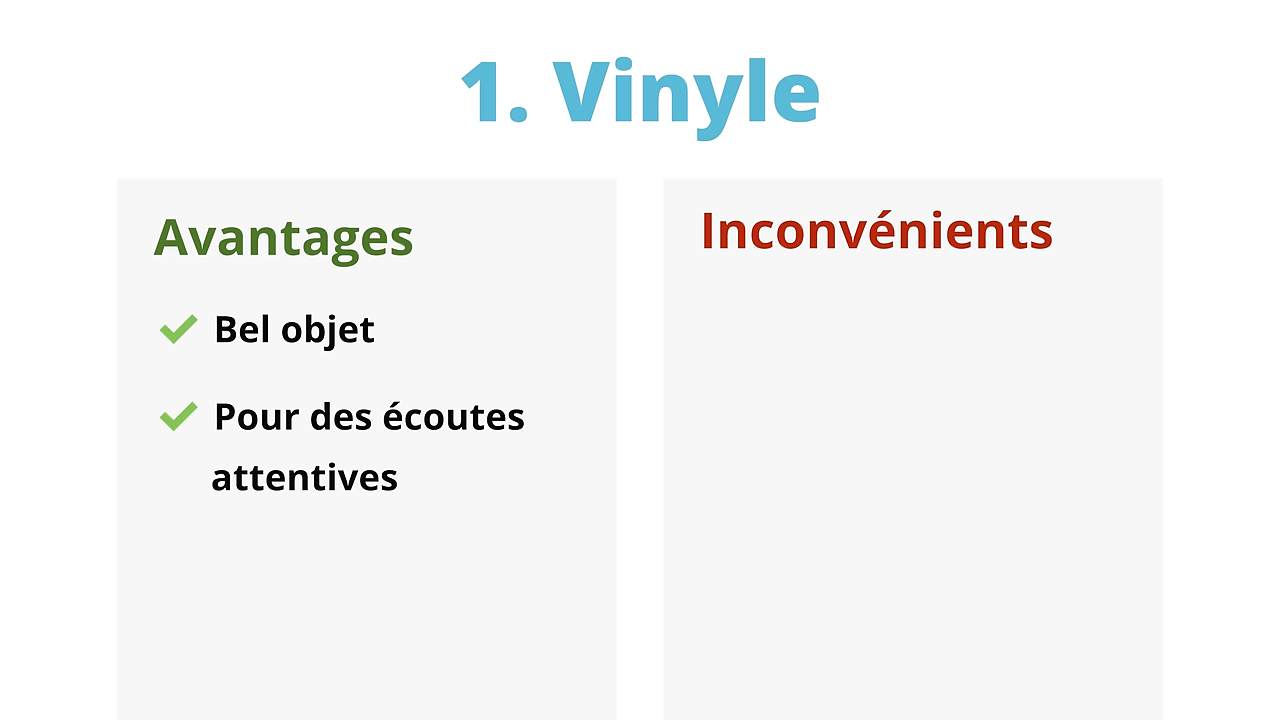 1. Vinyle
Avantages
Bel objet
Pour des écoutes
attentives
Inconvénients